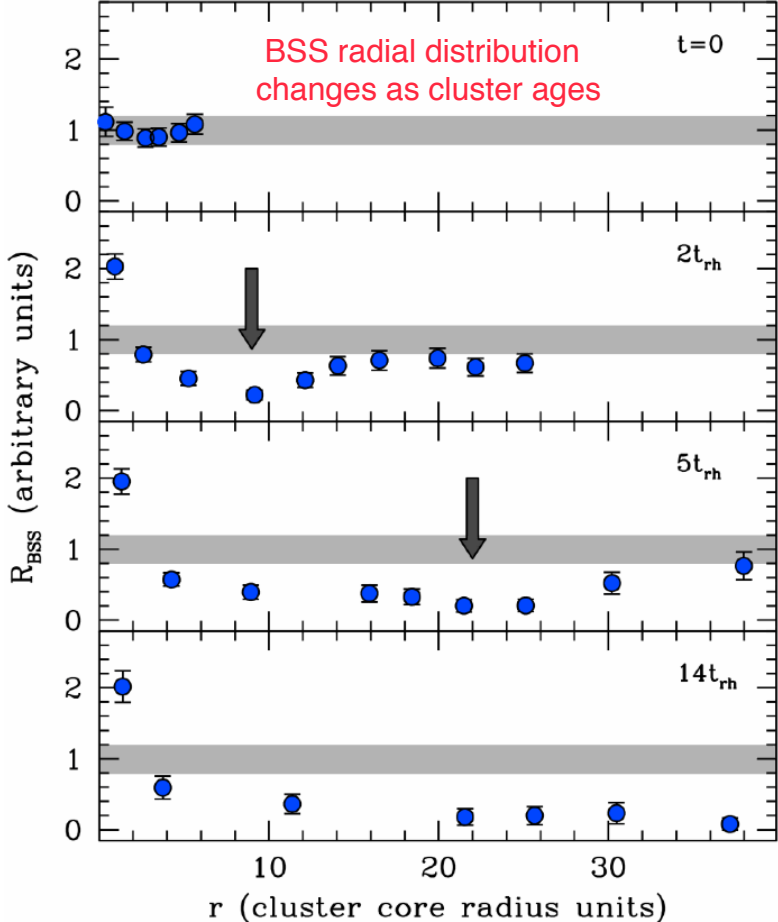 BSS radial distribution
changes as cluster ages
t=0
2
1
0
2t_rh
2
1
0
5t_rh
2
1
0
14t_rh
2
1
0
R_BSS (arbitrary units)
10 20 30
r (cluster core radius units)